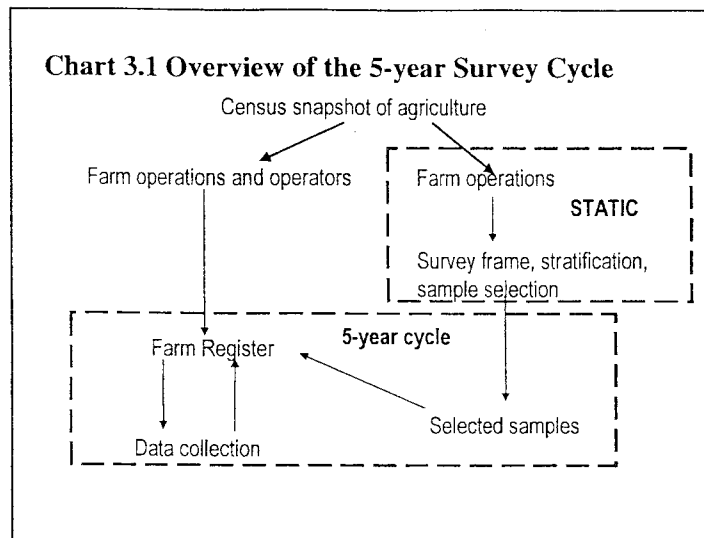 Chart 3.1 Overview of the 5-year Survey Cycle
Census snapshot of agriculture
Farm operations and operators
Farm operations
STATIC
Survey frame, stratification,
sample selection
5-year cycle
Farm Register
Selected samples
Data collection